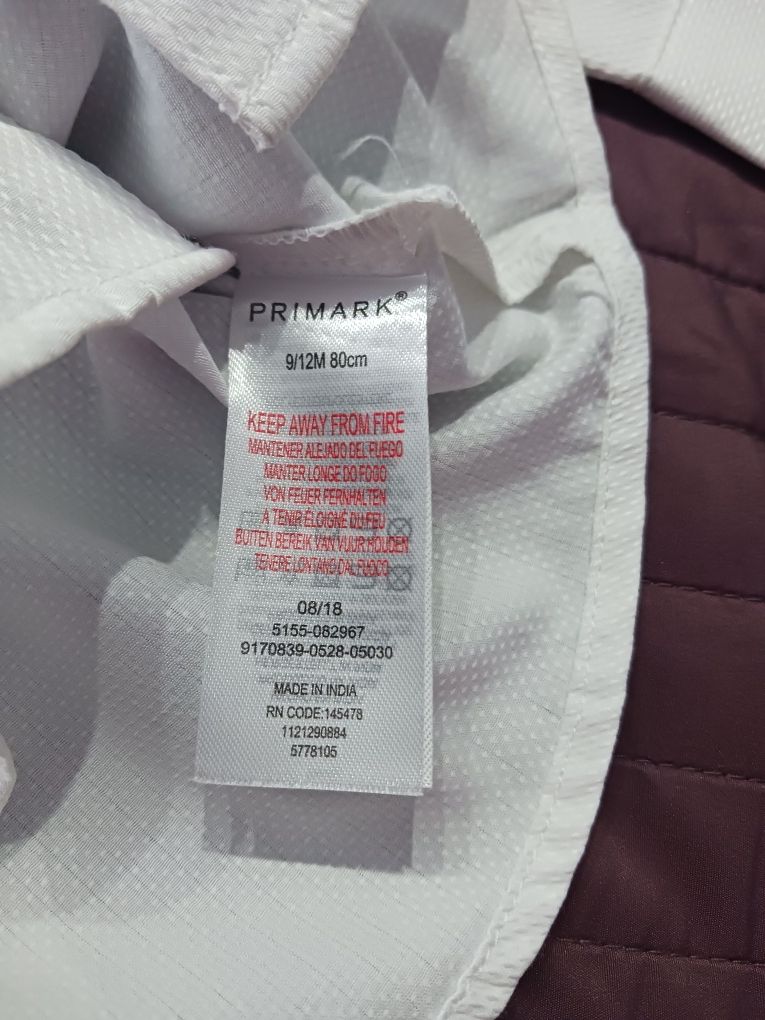 PRIMARK®
9/12M 80cm
KEEP AWAY FROM FIRE
MANTENER ALEJADO DEL FUEGO
MANTER LONGE DO FOGO
VON FEUER FERNHALTEN
A TENIR ÉLOIGNÉ DU FEU
BUITEN BEREIK VAN VUUR HOUDEN
TENERE LONTANO DAL FUOCO
08/18
5155-082967
9170839-0528-05030
MADE IN INDIA
RN CODE:145478
1121290884
5778105